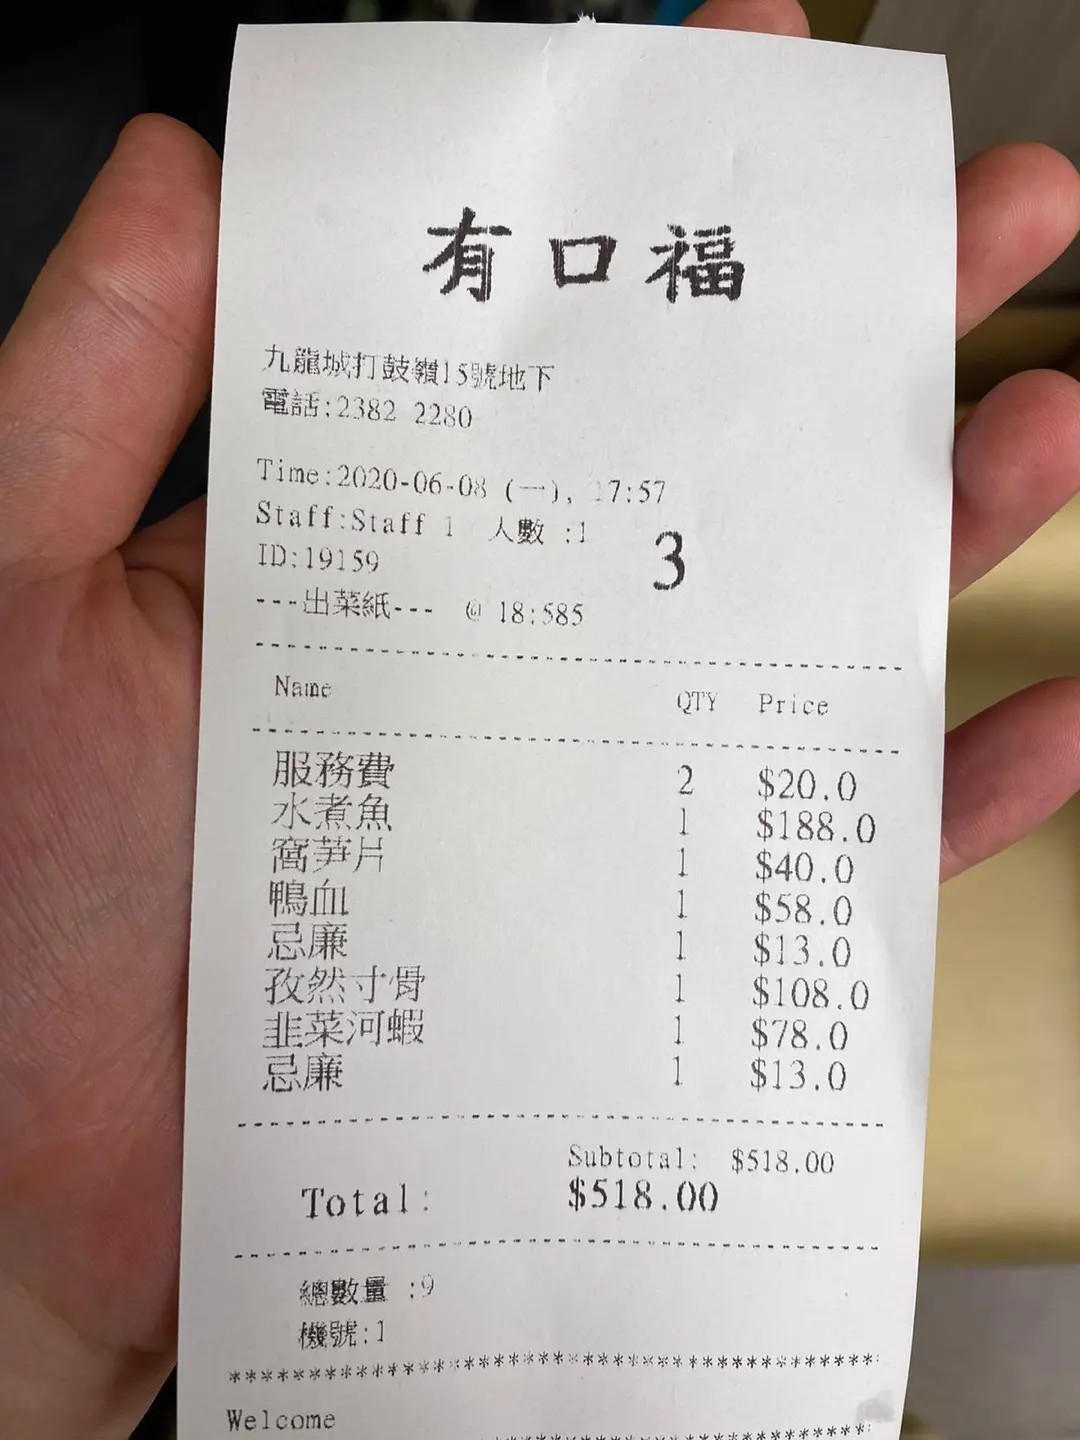 有口福
九龍城打鼓嶺15號地下
電話:2382 2280
Time:2020-06-08 (一), 17:57
Staff:Staff 1 人數 :1
3
ID:19159
---出菜紙--- @ 18:585
Name QTY Price
服務費 2 $20.0
水煮魚 1 $188.0
窩荀片 1 $40.0
鴨血 1 $58.0
忌廉 1 $13.0
孜然寸骨 1 $108.0
韭菜河蝦 1 $78.0
忌廉 1 $13.0
Subtotal: $518.00
Total: $518.00
總數量 :9
機號:1
Welcome